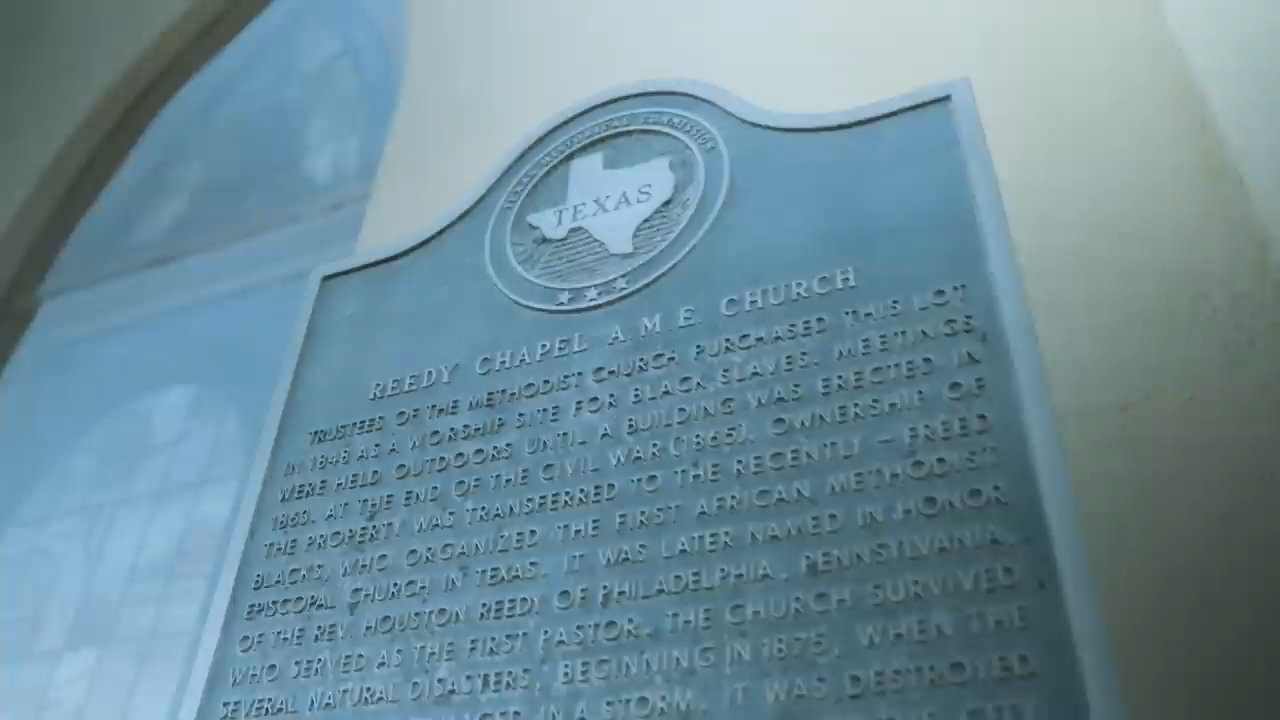 TEXAS HISTORICAL COMMISSION
TEXAS
REEDY CHAPEL A.M.E. CHURCH
TRUSTEES OF THE METHODIST CHURCH PURCHASED THIS LOT
IN 1848 AS A WORSHIP SITE FOR BLACK SLAVES. MEETINGS,
WERE HELD OUTDOORS UNTIL A BUILDING WAS ERECTED IN
1863. AT THE END OF THE CIVIL WAR (1865), OWNERSHIP OF
THE PROPERTY WAS TRANSFERRED TO THE RECENTLY - FREED
BLACKS, WHO ORGANIZED THE FIRST AFRICAN METHODIST
EPISCOPAL CHURCH IN TEXAS. IT WAS LATER NAMED IN HONOR
OF THE REV. HOUSTON REEDY OF PHILADELPHIA, PENNSYLVANIA,
WHO SERVED AS THE FIRST PASTOR. THE CHURCH SURVIVED
SEVERAL NATURAL DISASTERS, BEGINNING IN 1875, WHEN THE
IN A STORM. IT WAS DESTROYED
CITY